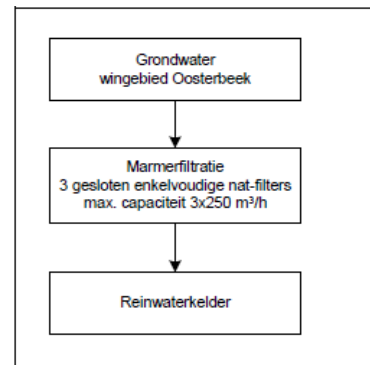 Grondwater
wingebied Oosterbeek
Marmerfiltratie
3 gesloten enkelvoudige nat-filters
max. capaciteit 3x250 m³/h
Reinwaterkelder